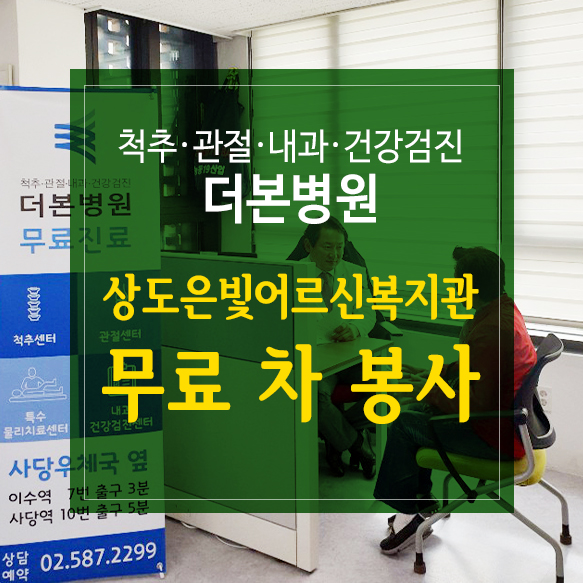 척추·관절·내과·건강검진
더본병원
상도은빛어르신복지관
무료 차 봉사
척추·관절·내과·건강검진
더본병원
무료진료
척추센터
관절센터
특수
물리치료센터
내과
건강검진센터
사당우체국 옆
이수역 7번 출구 3분
사당역 10번 출구 5분
상담
예약
02.587.2299